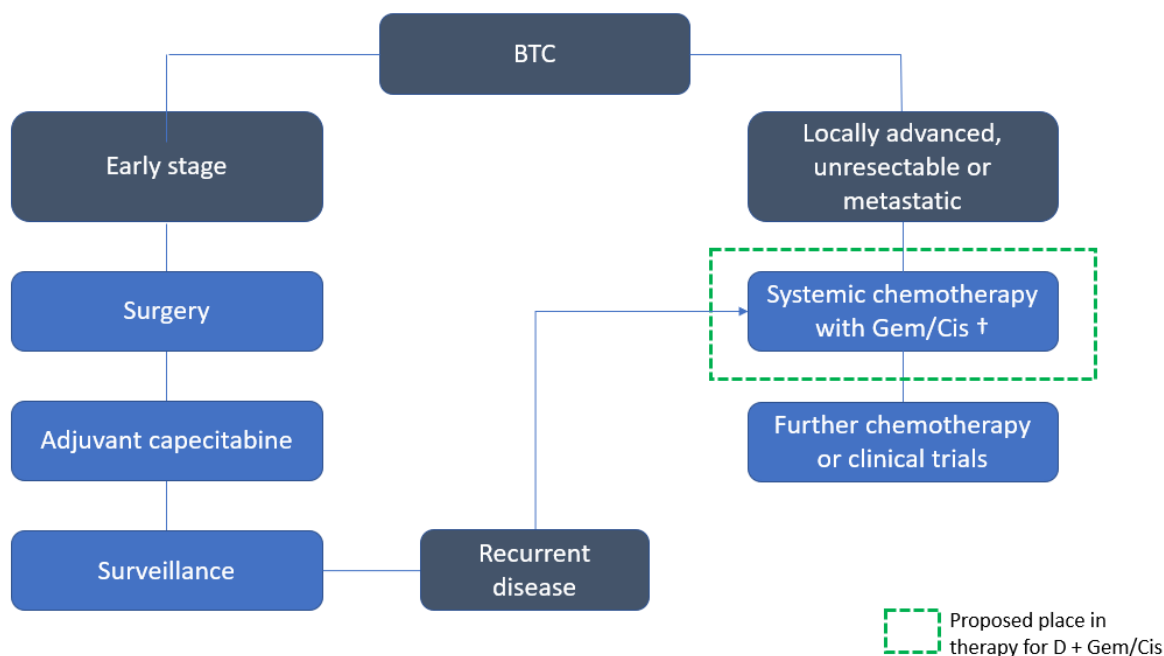 BTC
Early stage
Locally advanced,
unresectable or
metastatic
Surgery
Systemic chemotherapy
with Gem/Cis †
Adjuvant capecitabine
Further chemotherapy
or clinical trials
Surveillance
Recurrent
disease
Proposed place in
therapy for D + Gem/Cis